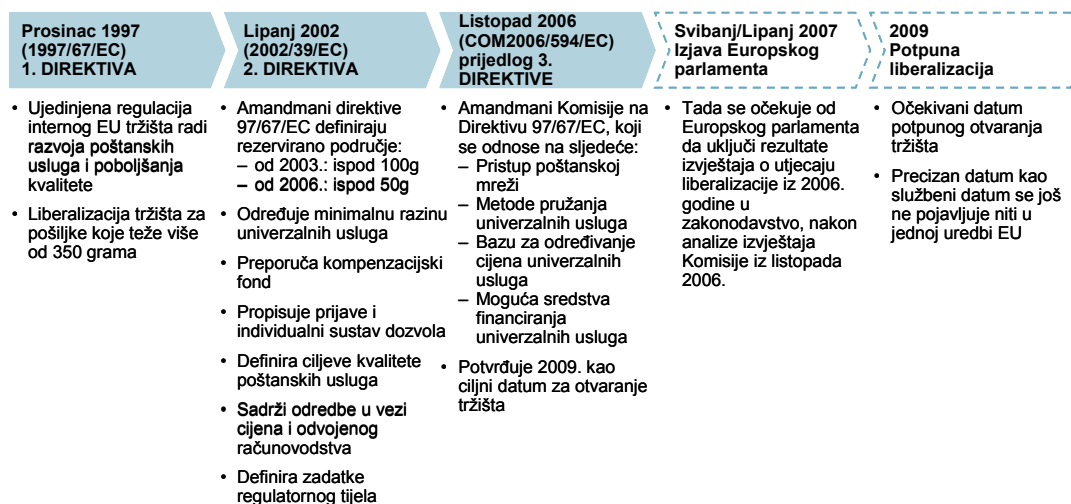 Prosinac 1997
(1997/67/EC)
1. DIREKTIVA
• Ujedinjena regulacija
internog EU tržišta radi
razvoja poštanskih
usluga i poboljšanja
kvalitete
• Liberalizacija tržišta za
pošiljke koje teže više
od 350 grama
Lipanj 2002
(2002/39/EC)
2. DIREKTIVA
• Amandmani direktive
97/67/EC definiraju
rezervirano područje:
– od 2003.: ispod 100g
– od 2006.: ispod 50g
• Određuje minimalnu razinu
univerzalnih usluga
• Preporuča kompenzacijski
fond
• Propisuje prijave i
individualni sustav dozvola
• Definira ciljeve kvalitete
poštanskih usluga
• Sadrži odredbe u vezi
cijena i odvojenog
računovodstva
• Definira zadatke
regulatornog tijela
Listopad 2006
(COM2006/594/EC)
prijedlog 3.
DIREKTIVE
• Amandmani Komisije na
Direktivu 97/67/EC, koji
se odnose na sljedeće:
– Pristup poštanskoj
mreži
– Metode pružanja
univerzalnih usluga
– Bazu za određivanje
cijena univerzalnih
usluga
– Moguća sredstva
financiranja
univerzalnih usluga
• Potvrđuje 2009. kao
ciljni datum za otvaranje
tržišta
Svibanj/Lipanj 2007
Izjava Europskog
parlamenta
• Tada se očekuje od
Europskog parlamenta
da uključi rezultate
izvještaja o utjecaju
liberalizacije iz 2006.
godine u
zakonodavstvo, nakon
analize izvještaja
Komisije iz listopada
2006.
2009
Potpuna
liberalizacija
• Očekivani datum
potpunog otvaranja
tržišta
• Precizan datum kao
službeni datum se još
ne pojavljuje niti u
jednoj uredbi EU